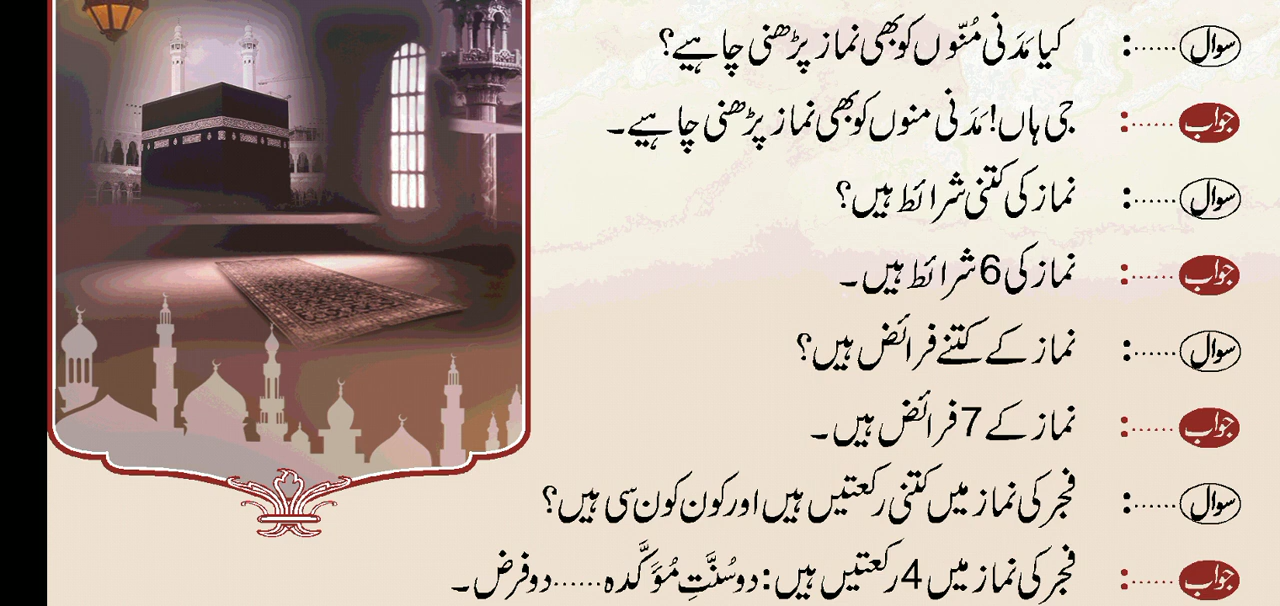 سوال ......: کیا مَدَنی مُنّوں کو بھی نماز پڑھنی چاہیے؟
جواب ......: جی ہاں! مَدَنی منوں کو بھی نماز پڑھنی چاہیے۔
سوال ......: نماز کی کتنی شرائط ہیں؟
جواب ......: نماز کی 6 شرائط ہیں۔
سوال ......: نماز کے کتنے فرائض ہیں؟
جواب ......: نماز کے 7 فرائض ہیں۔
سوال ......: فجر کی نماز میں کتنی رکعتیں ہیں اور کون کون سی ہیں؟
جواب ......: فجر کی نماز میں 4 رکعتیں ہیں: دو سُنَّتِ مُؤَکَّدہ ...... دو فرض۔